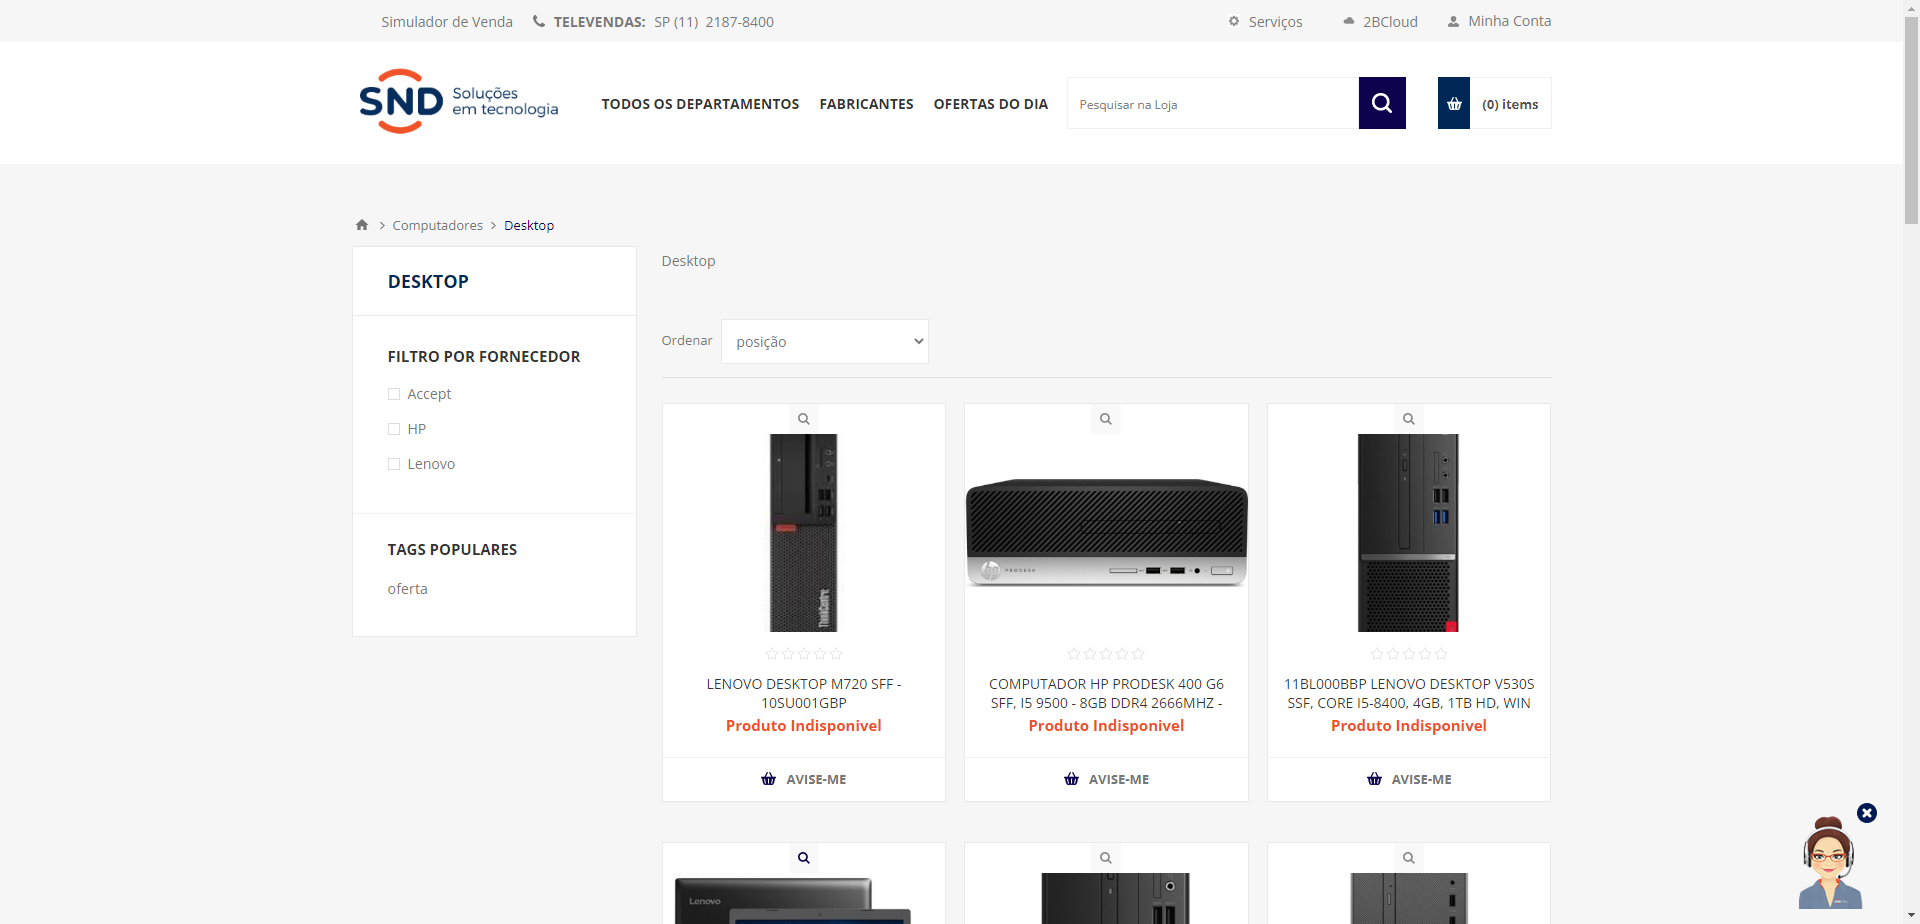 Simulador de Venda TELEVENDAS: SP (11) 2187-8400 Serviços 2BCloud Minha Conta
SND Soluções em tecnologia
TODOS OS DEPARTAMENTOS FABRICANTES OFERTAS DO DIA Pesquisar na Loja (0) items
Computadores Desktop
DESKTOP
FILTRO POR FORNECEDOR
Accept
HP
Lenovo
TAGS POPULARES
oferta
Desktop
Ordenar posição
ThinkCentre
hp PRODESK
LENOVO DESKTOP M720 SFF -
10SU001GBP
Produto Indisponivel
AVISE-ME
COMPUTADOR HP PRODESK 400 G6
SFF, I5 9500 - 8GB DDR4 2666MHZ -
Produto Indisponivel
AVISE-ME
11BL000BBP LENOVO DESKTOP V530S
SSF, CORE I5-8400, 4GB, 1TB HD, WIN
Produto Indisponivel
AVISE-ME
Lenovo